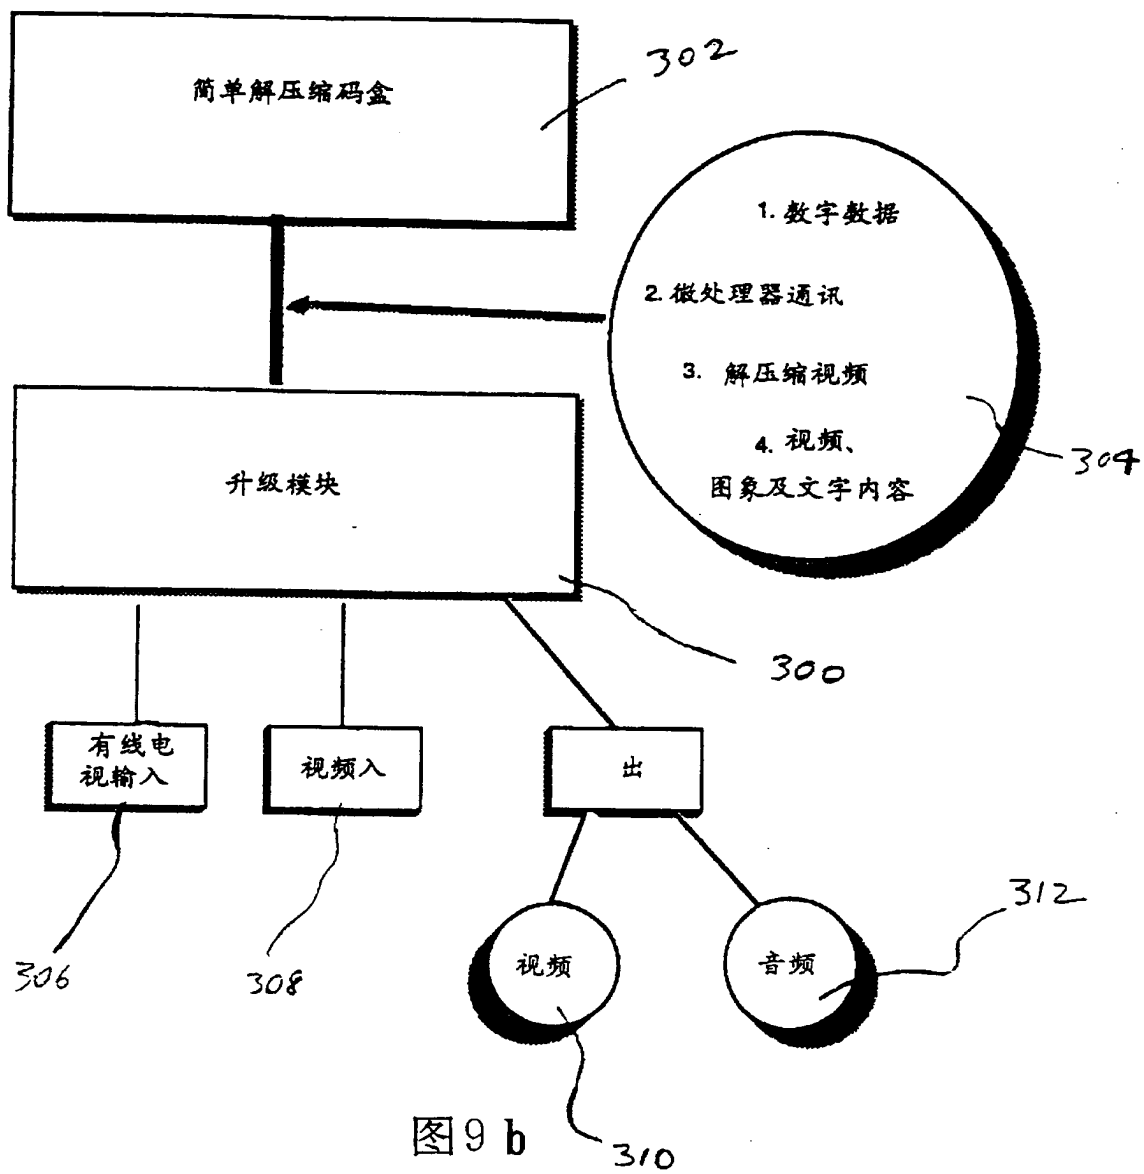 简单解压缩码盒
302
1. 数字数据
2. 微处理器通讯
3. 解压缩视频
4. 视频、
图象及文字内容
304
升级模块
300
有线电
视输入
视频入
出
306
308
视频
音频
312
310
图9 b